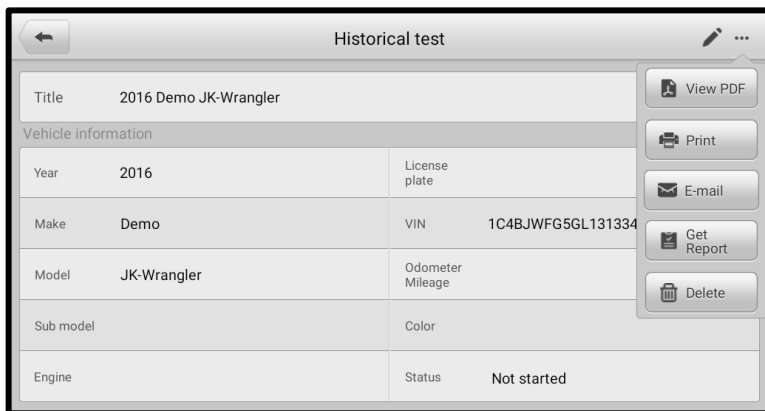 Historical test
Title 2016 Demo JK-Wrangler
View PDF
Vehicle information
Print
Year 2016 License plate
E-mail
Make Demo VIN 1C4BJWFG5GL131334
Get Report
Model JK-Wrangler Odometer Mileage
Delete
Sub model Color
Engine Status Not started